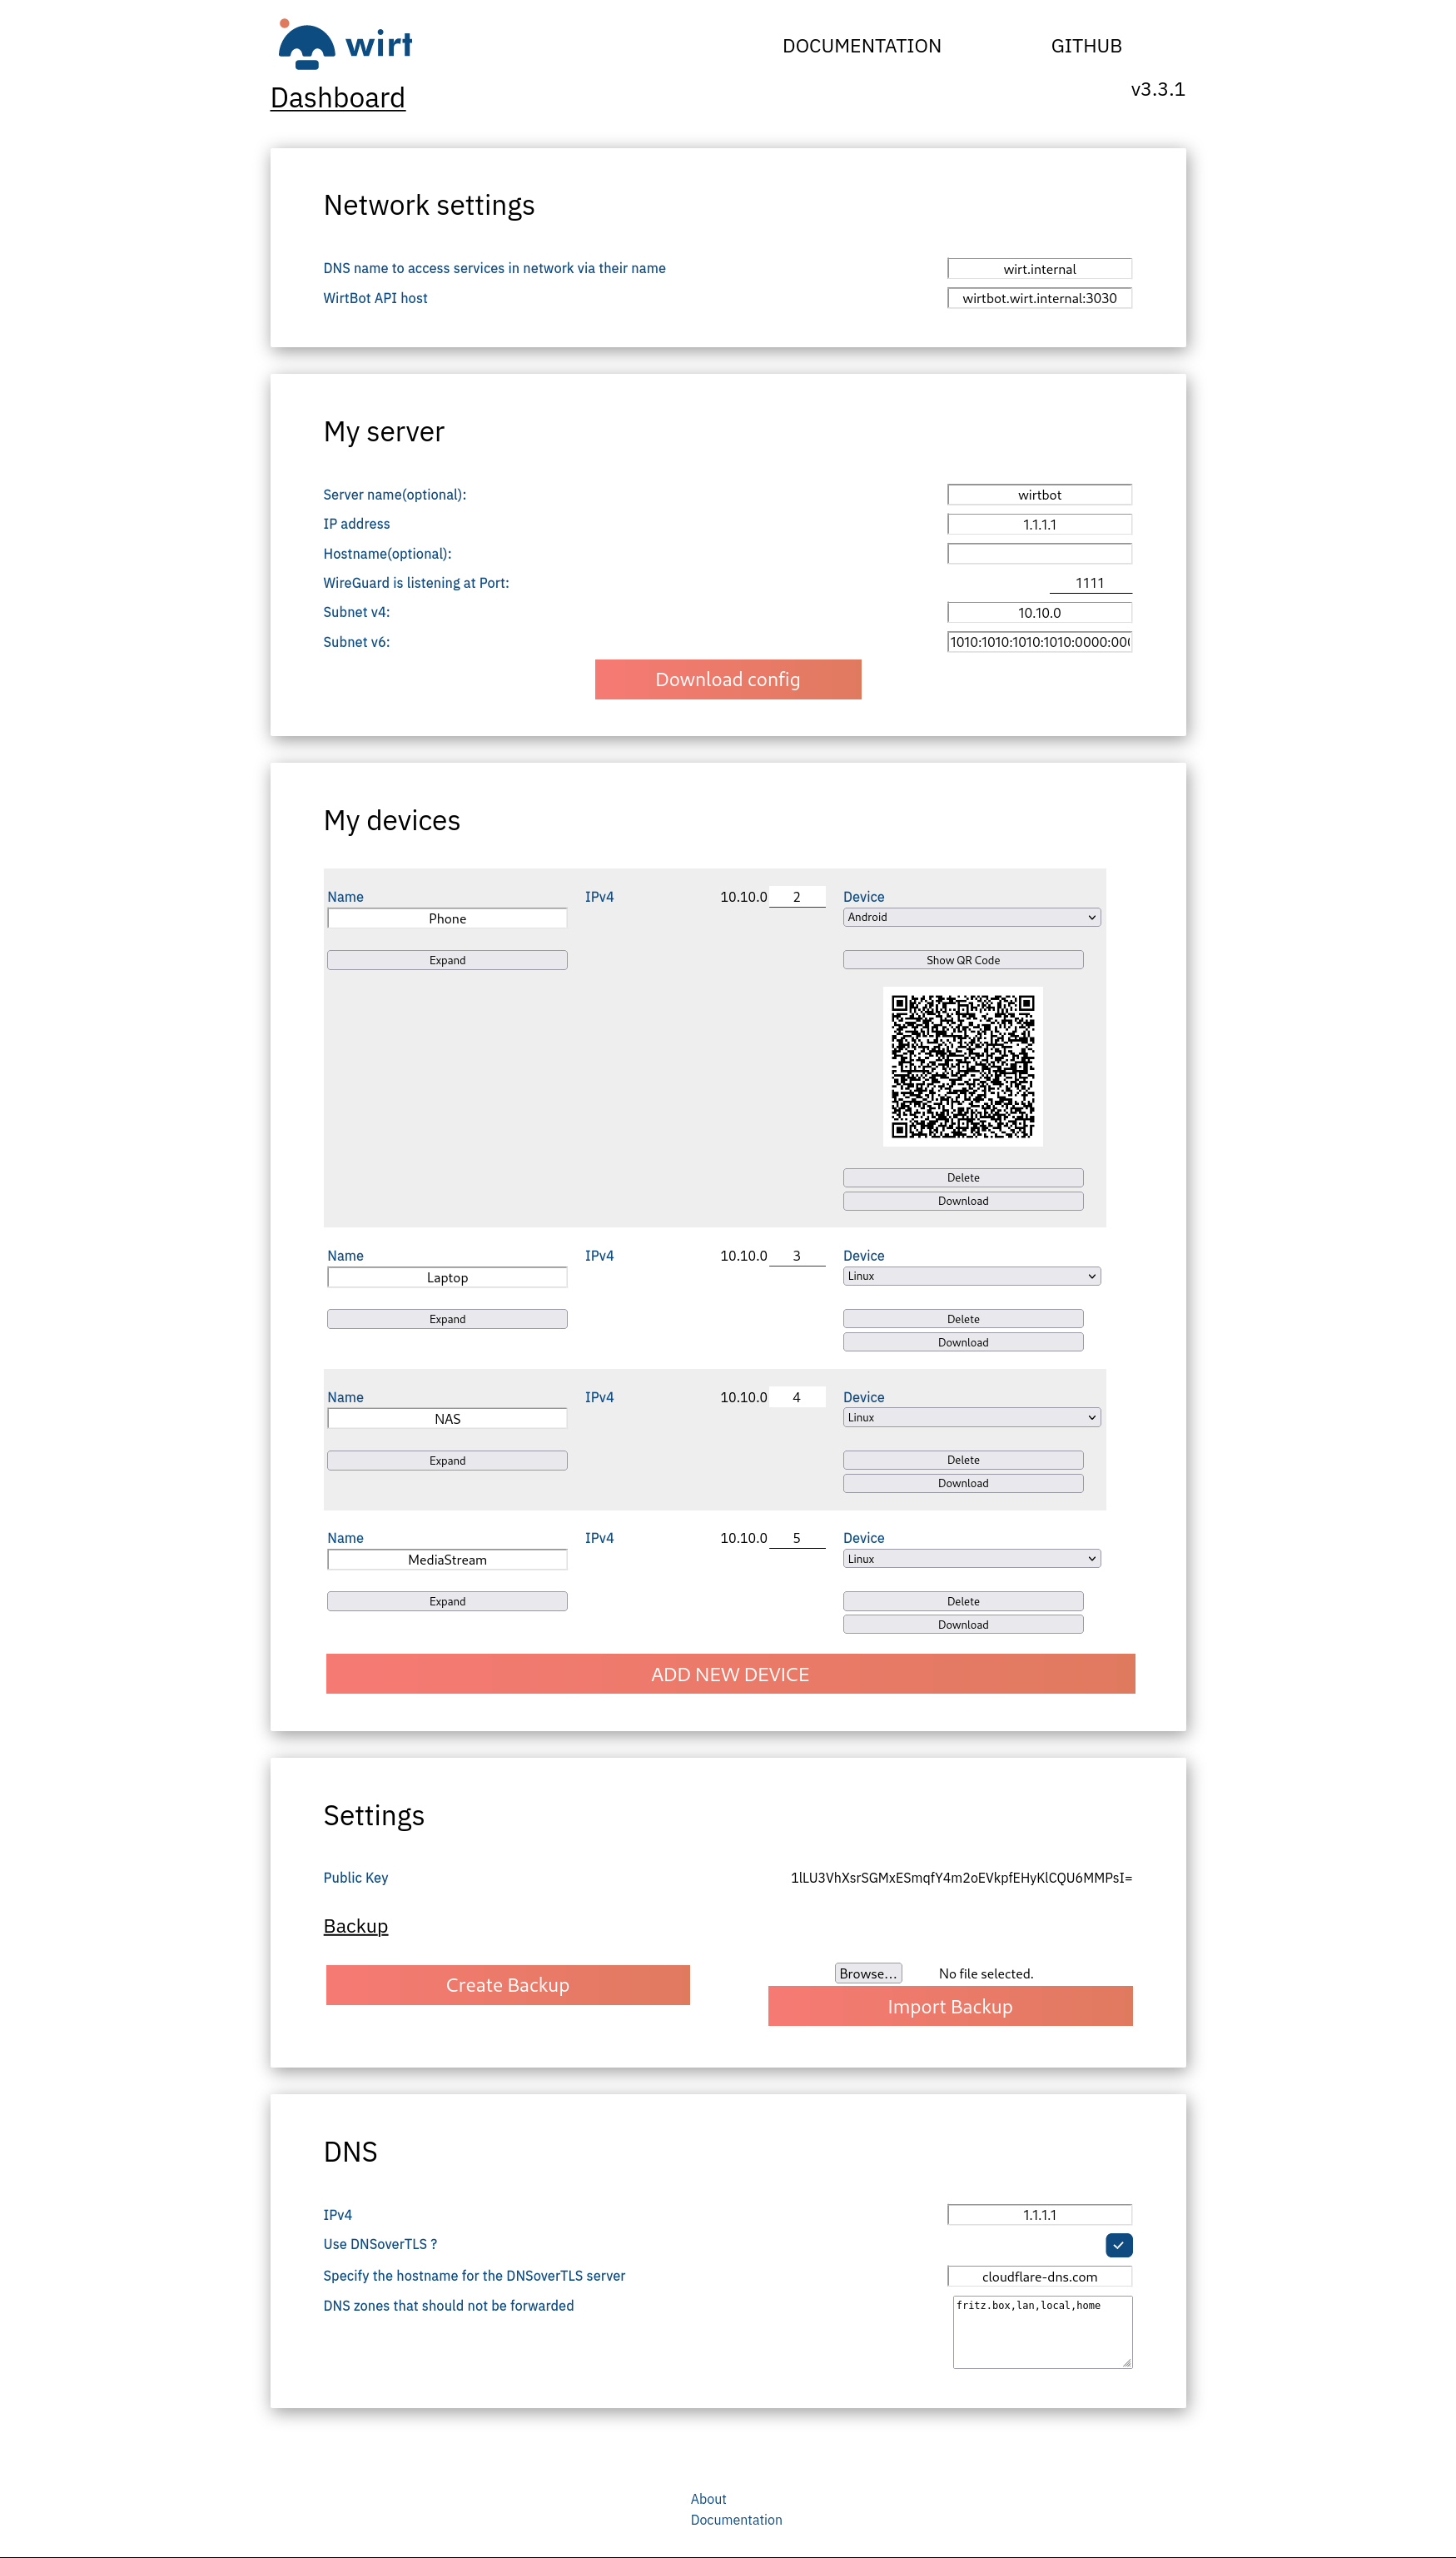 wirt
DOCUMENTATION
GITHUB
Dashboard
v3.3.1
Network settings
DNS name to access services in network via their name
wirt.internal
WirtBot API host
wirtbot.wirt.internal:3030
My server
Server name(optional):
wirtbot
IP address
1.1.1.1
Hostname(optional):
WireGuard is listening at Port:
1111
Subnet v4:
10.10.0
Subnet v6:
1010:1010:1010:1010:0000:00
Download config
My devices
Name
IPv4
10.10.0 2
Device
Phone
Android
Expand
Show QR Code
Delete
Download
Name
IPv4
10.10.0 3
Device
Laptop
Linux
Expand
Delete
Download
Name
IPv4
10.10.0 4
Device
NAS
Linux
Expand
Delete
Download
Name
IPv4
10.10.0 5
Device
MediaStream
Linux
Expand
Delete
Download
ADD NEW DEVICE
Settings
Public Key
1lLU3VhXsrSGMxESmqfY4m2oEVkpfEHyKlCQU6MMPsI=
Backup
Create Backup
Browse...
No file selected.
Import Backup
DNS
IPv4
1.1.1.1
Use DNSoverTLS ?
Specify the hostname for the DNSoverTLS server
cloudflare-dns.com
DNS zones that should not be forwarded
fritz.box,lan,local,home
About
Documentation